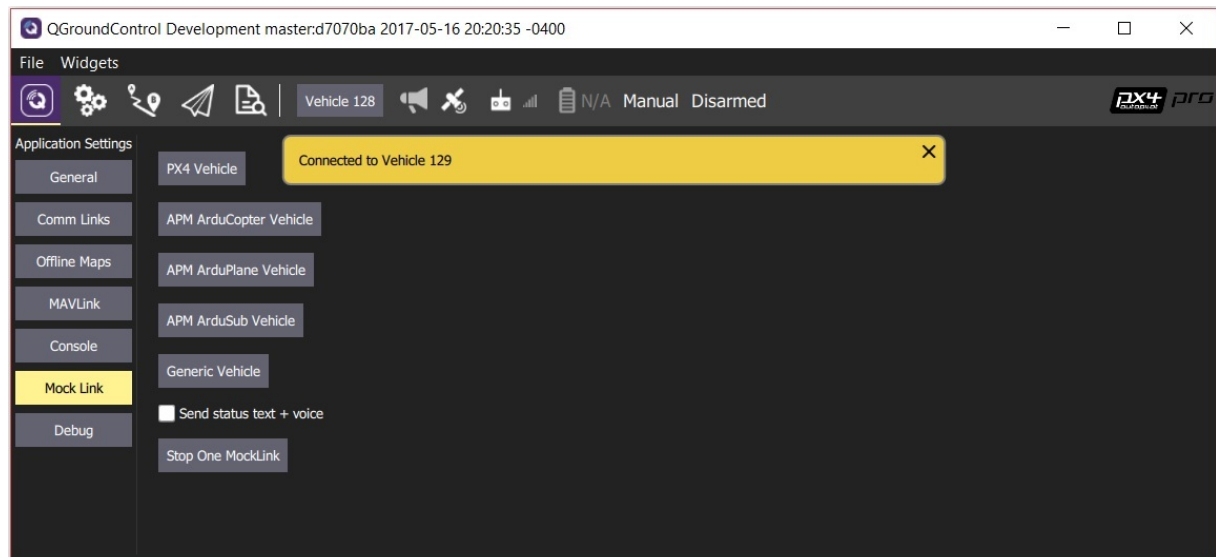 QGroundControl Development master:d7070ba 2017-05-16 20:20:35 -0400
File Widgets
Vehicle 128 N/A Manual Disarmed px4 pro
autopilot
Application Settings
General
Comm Links
Offline Maps
MAVLink
Console
Mock Link
Debug
Connected to Vehicle 129
PX4 Vehicle
APM ArduCopter Vehicle
APM ArduPlane Vehicle
APM ArduSub Vehicle
Generic Vehicle
Send status text + voice
Stop One MockLink